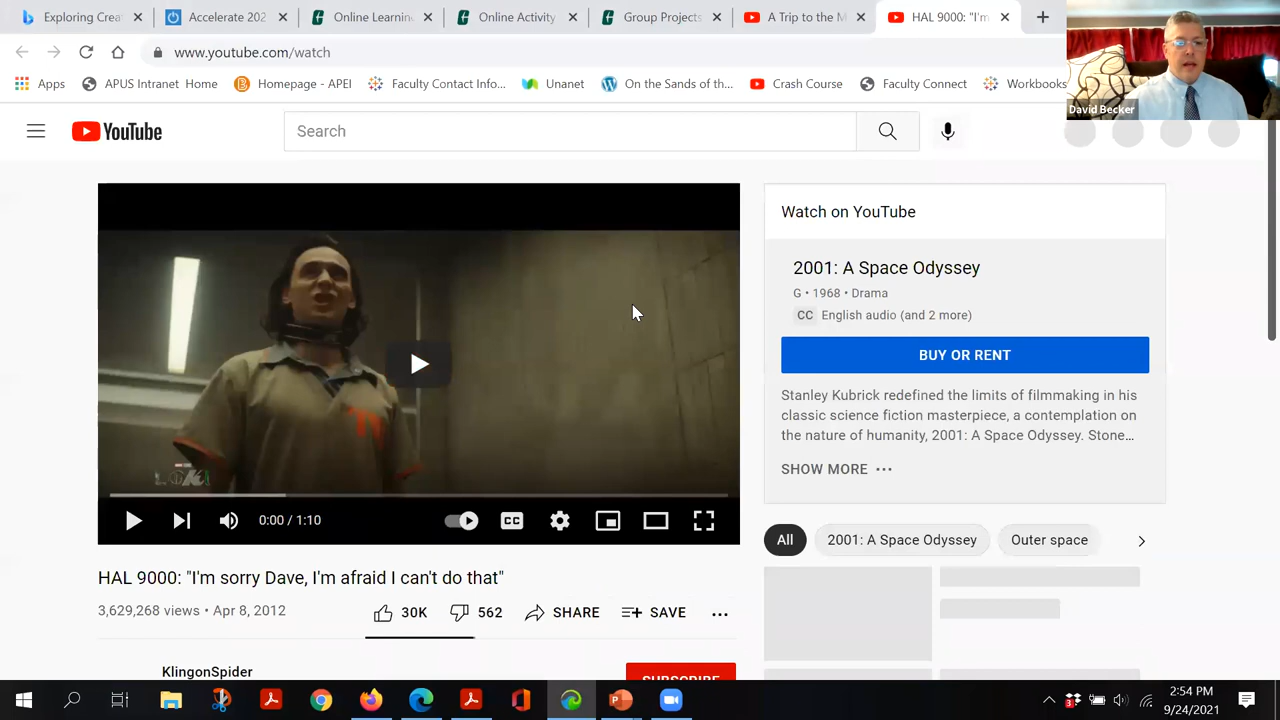 Exploring Creat
Accelerate 202
Online Learnin
Online Activity
Group Projects
A Trip to the M
HAL 9000: "I'm
www.youtube.com/watch
Apps
APUS Intranet Home
Homepage - APEI
Faculty Contact Info...
Unanet
On the Sands of th...
Crash Course
Faculty Connect
Workbooks
David Becker
YouTube
Search
Watch on YouTube
2001: A Space Odyssey
G • 1968 • Drama
CC English audio (and 2 more)
BUY OR RENT
Stanley Kubrick redefined the limits of filmmaking in his
classic science fiction masterpiece, a contemplation on
the nature of humanity, 2001: A Space Odyssey. Stone…
SHOW MORE
LOKI
0:00 / 1:10
CC
All
2001: A Space Odyssey
Outer space
HAL 9000: "I'm sorry Dave, I'm afraid I can't do that"
3,629,268 views • Apr 8, 2012
30K
562
SHARE
SAVE
KlingonSpider
SUBSCRIBE
2:54 PM
9/24/2021